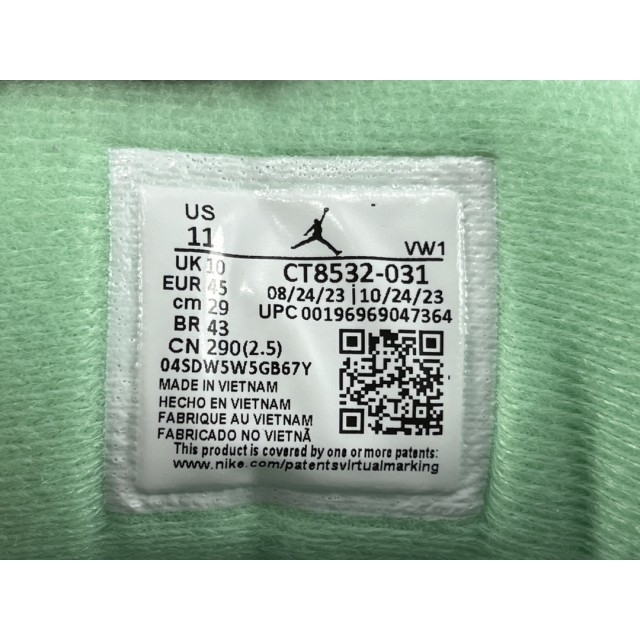 US
11
VW1
UK 10
EUR 45
cm 29
BR 43
CN 290(2.5)
CT8532-031
08/24/23 | 10/24/23
UPC 00196969047364
04SDW5W5GB67Y
MADE IN VIETNAM
HECHO EN VIETNAM
FABRIQUE AU VIETNAM
FABRICADO NO VIETNÃ
This product is covered by one or more patents:
www.nike.com/patentsvirtualmarking